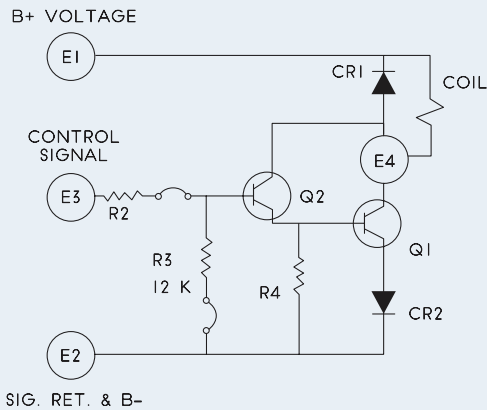 B+ VOLTAGE
E1
CR1
COIL
CONTROL
SIGNAL
E4
E3
R2
Q2
Q1
R3
12 K
R4
CR2
E2
SIG. RET. & B-